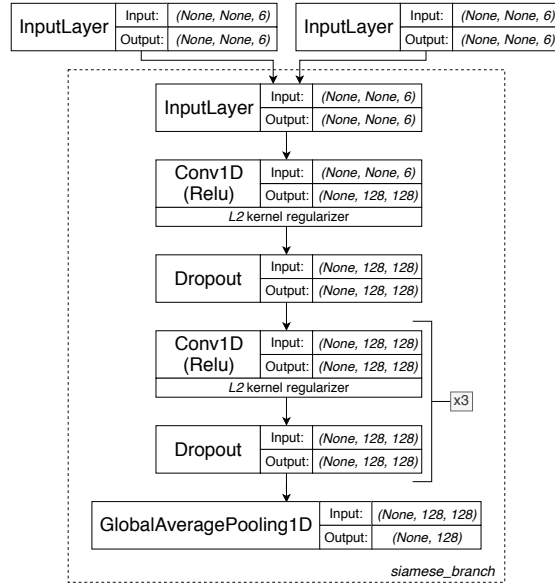 InputLayer Input: (None, None, 6)
Output: (None, None, 6)
InputLayer Input: (None, None, 6)
Output: (None, None, 6)
InputLayer Input: (None, None, 6)
Output: (None, None, 6)
Conv1D (Relu) Input: (None, None, 6)
Output: (None, 128, 128)
L2 kernel regularizer
Dropout Input: (None, 128, 128)
Output: (None, 128, 128)
Conv1D (Relu) Input: (None, 128, 128)
Output: (None, 128, 128)
L2 kernel regularizer
x3
Dropout Input: (None, 128, 128)
Output: (None, 128, 128)
GlobalAveragePooling1D Input: (None, 128, 128)
Output: (None, 128)
siamese_branch